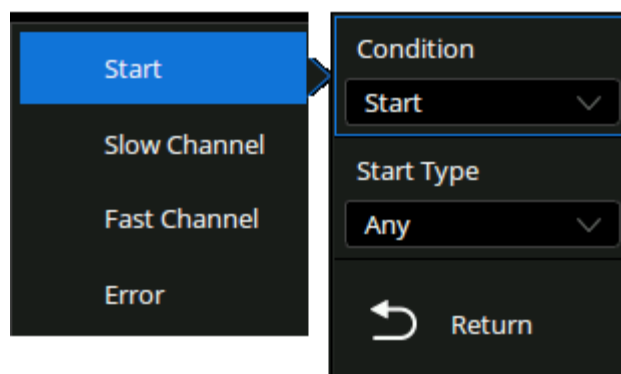 Start
Slow Channel
Fast Channel
Error
Condition
Start
Start Type
Any
Return